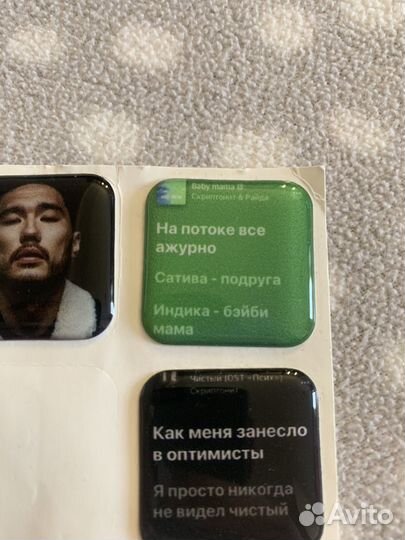 Baby mama
Скриптонит & Райда
На потоке все
ажурно
Сатива - подруга
Индика - бэйби
мама
Чистый (OST «Псих»)
Скриптонит
Как меня занесло
в оптимисты
Я просто никогда
не видел чистый
Avito